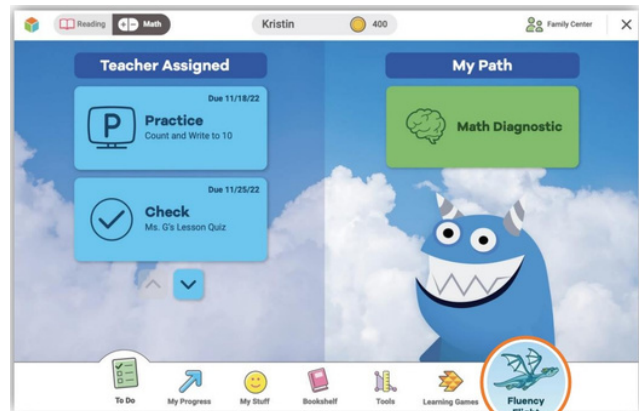 Reading
Math
Kristin
400
Family Center
Teacher Assigned
My Path
Due 11/18/22
P
Practice
Count and Write to 10
Math Diagnostic
Due 11/25/22
Check
Ms. G's Lesson Quiz
To Do
My Progress
My Stuff
Bookshelf
Tools
Learning Games
Fluency
Flight